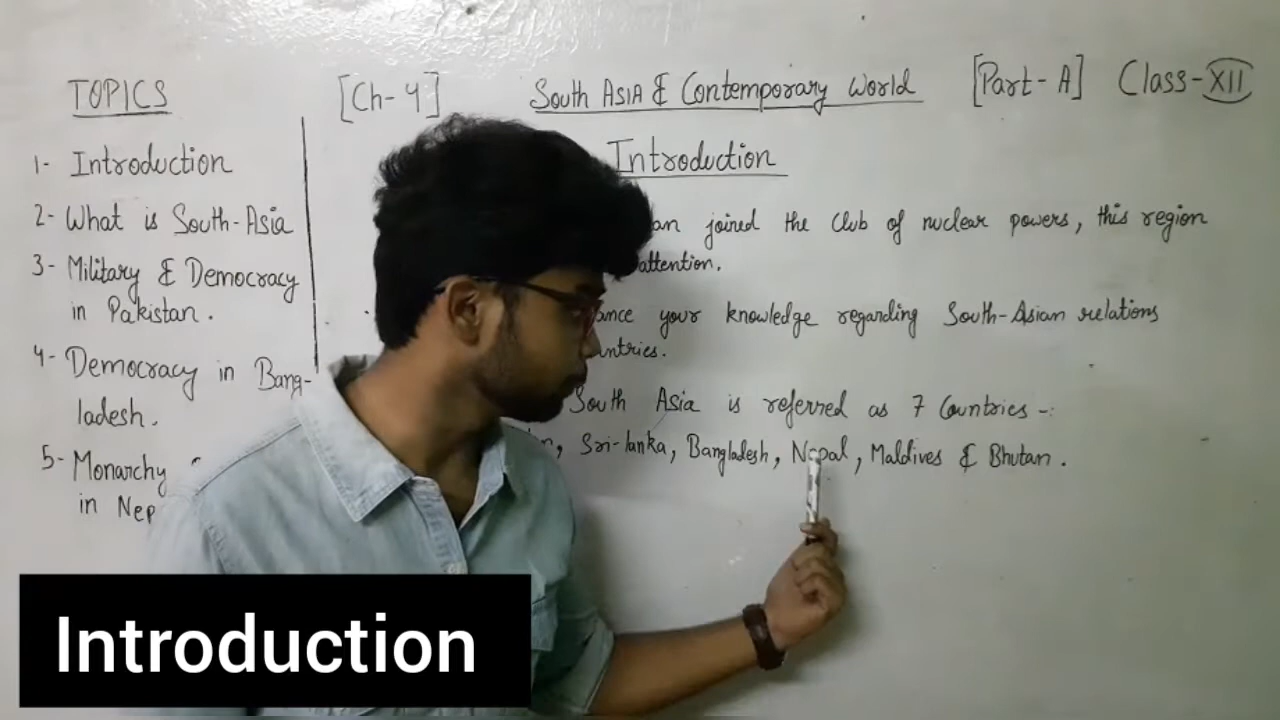 TOPICS
[Ch- 4] South ASIA & Contemporary World [Part- A] Class-XII
1- Introduction
2- What is South-Asia
3- Military & Democracy
in Pakistan.
4- Democracy in Bang-
ladesh.
5- Monarchy
in Nep
Introduction
an joined the club of nuclear powers, this region
attention.
ance your knowledge regarding South-Asian relations
untries.
South Asia is referred as 7 Countries -:
Sri-lanka, Bangladesh, Nepal, Maldives & Bhutan.
Introduction